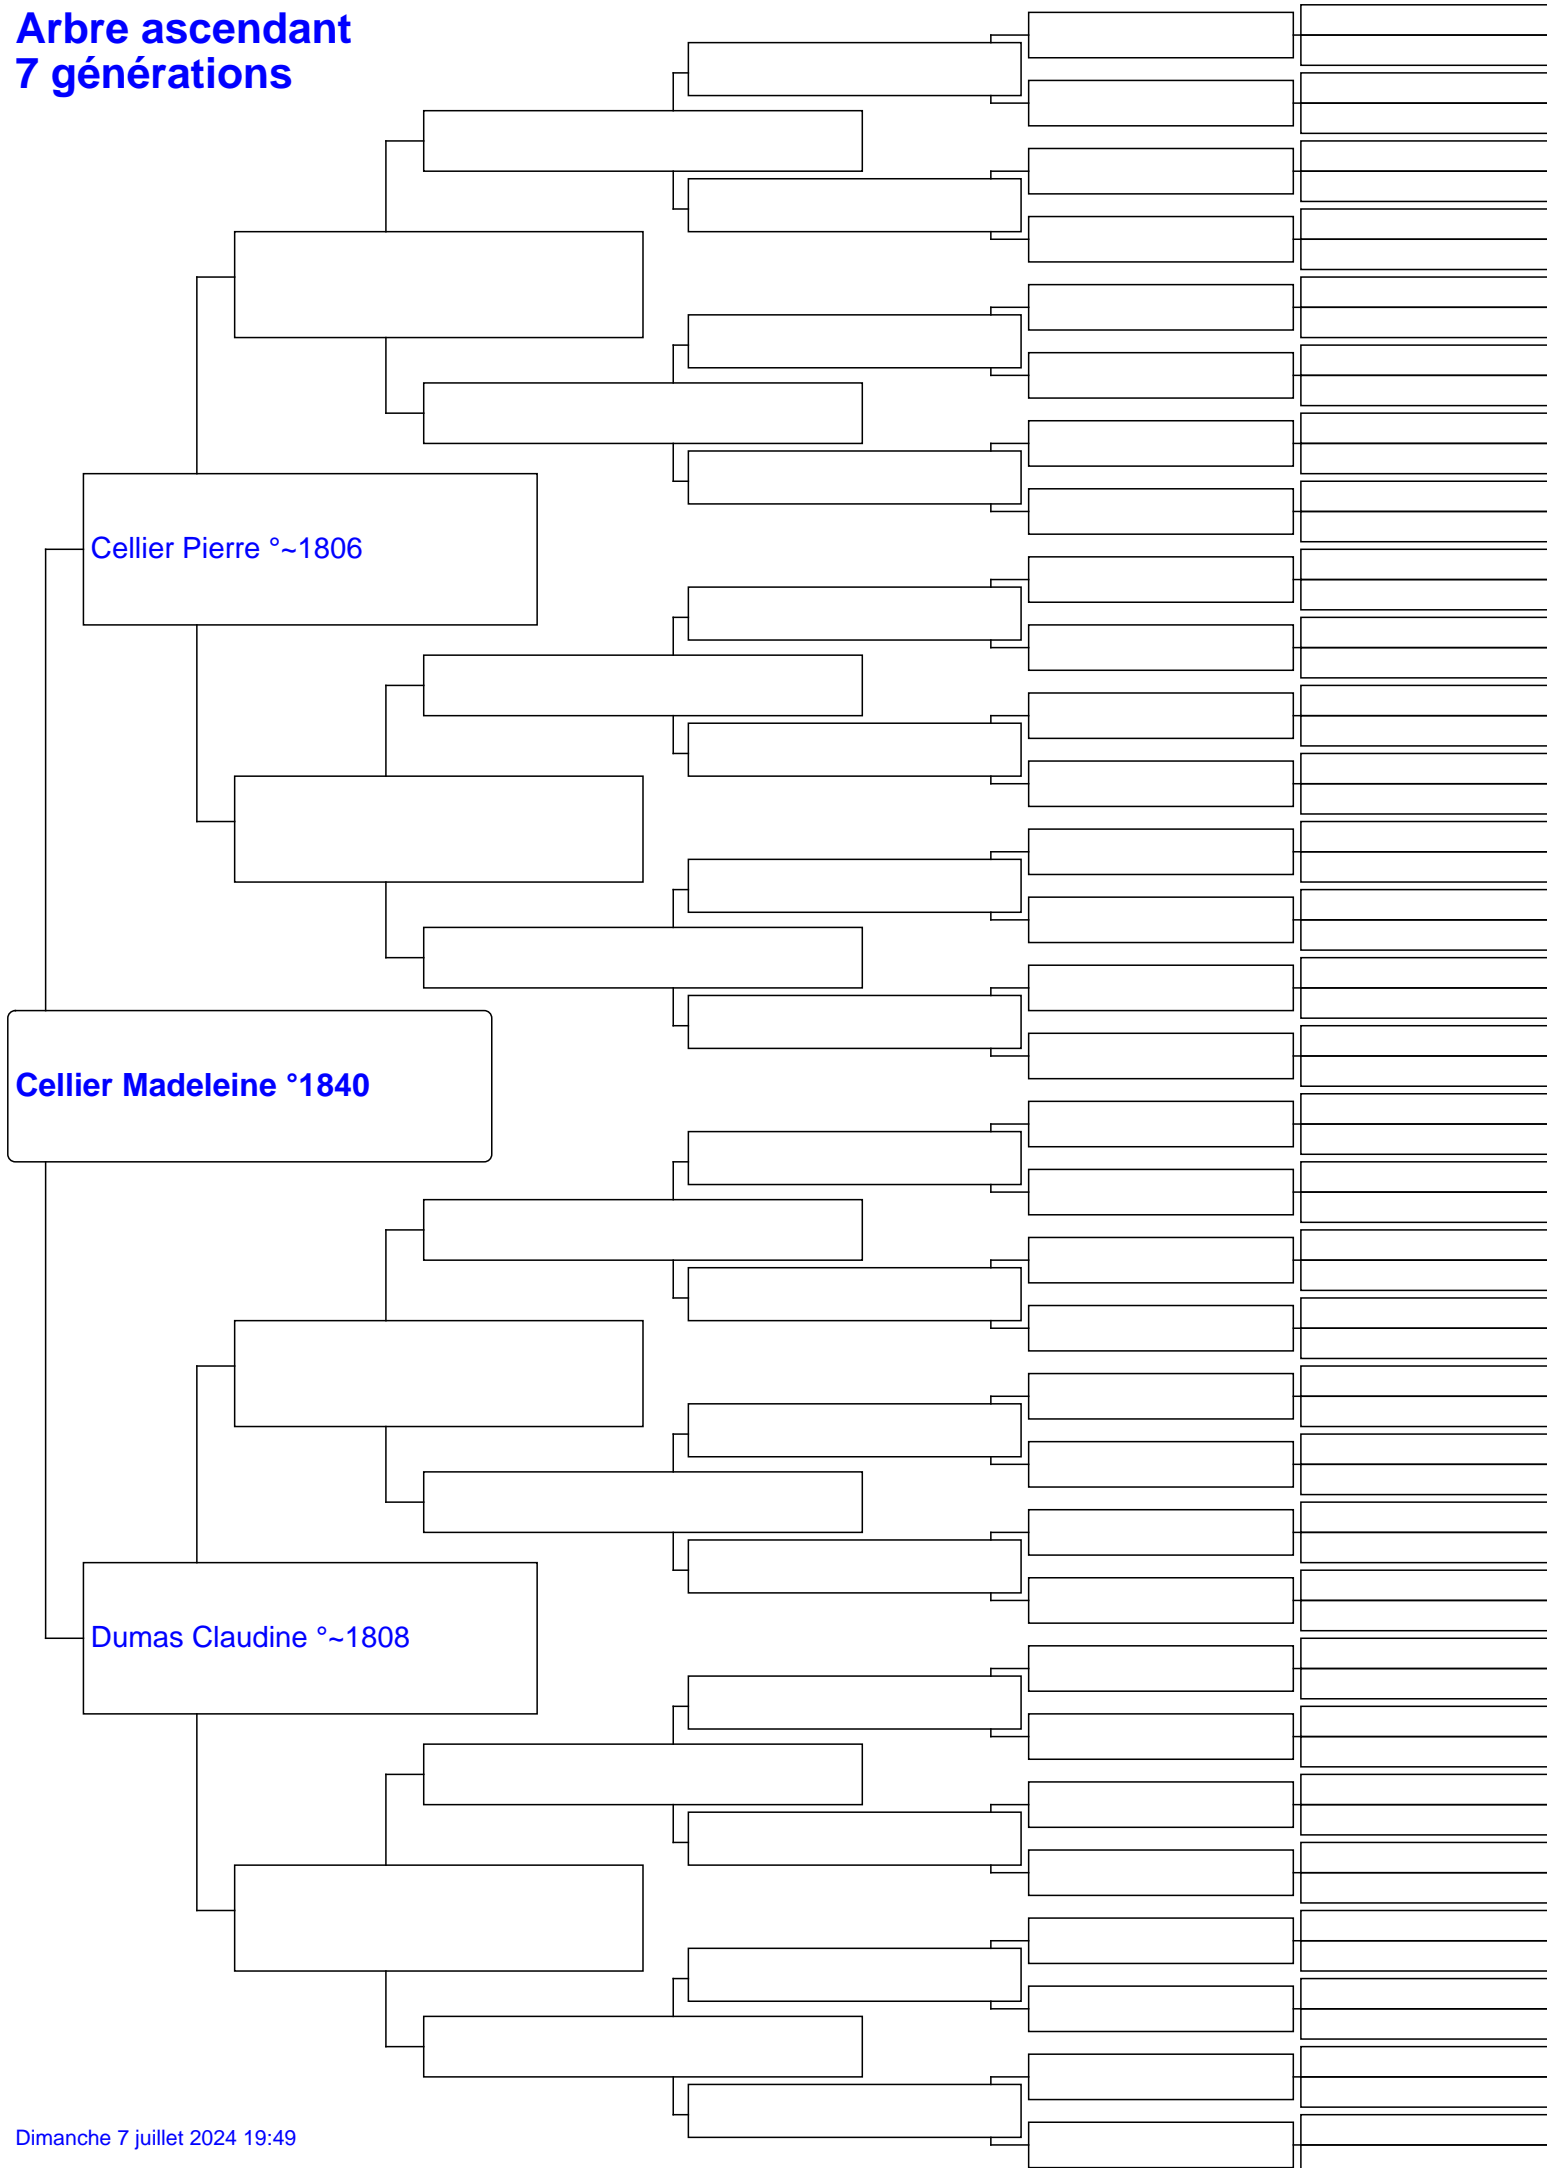 Arbre ascendant
7 générations
Cellier Pierre °~1806
Cellier Madeleine °1840
Dumas Claudine °~1808
Dimanche 7 juillet 2024 19:49